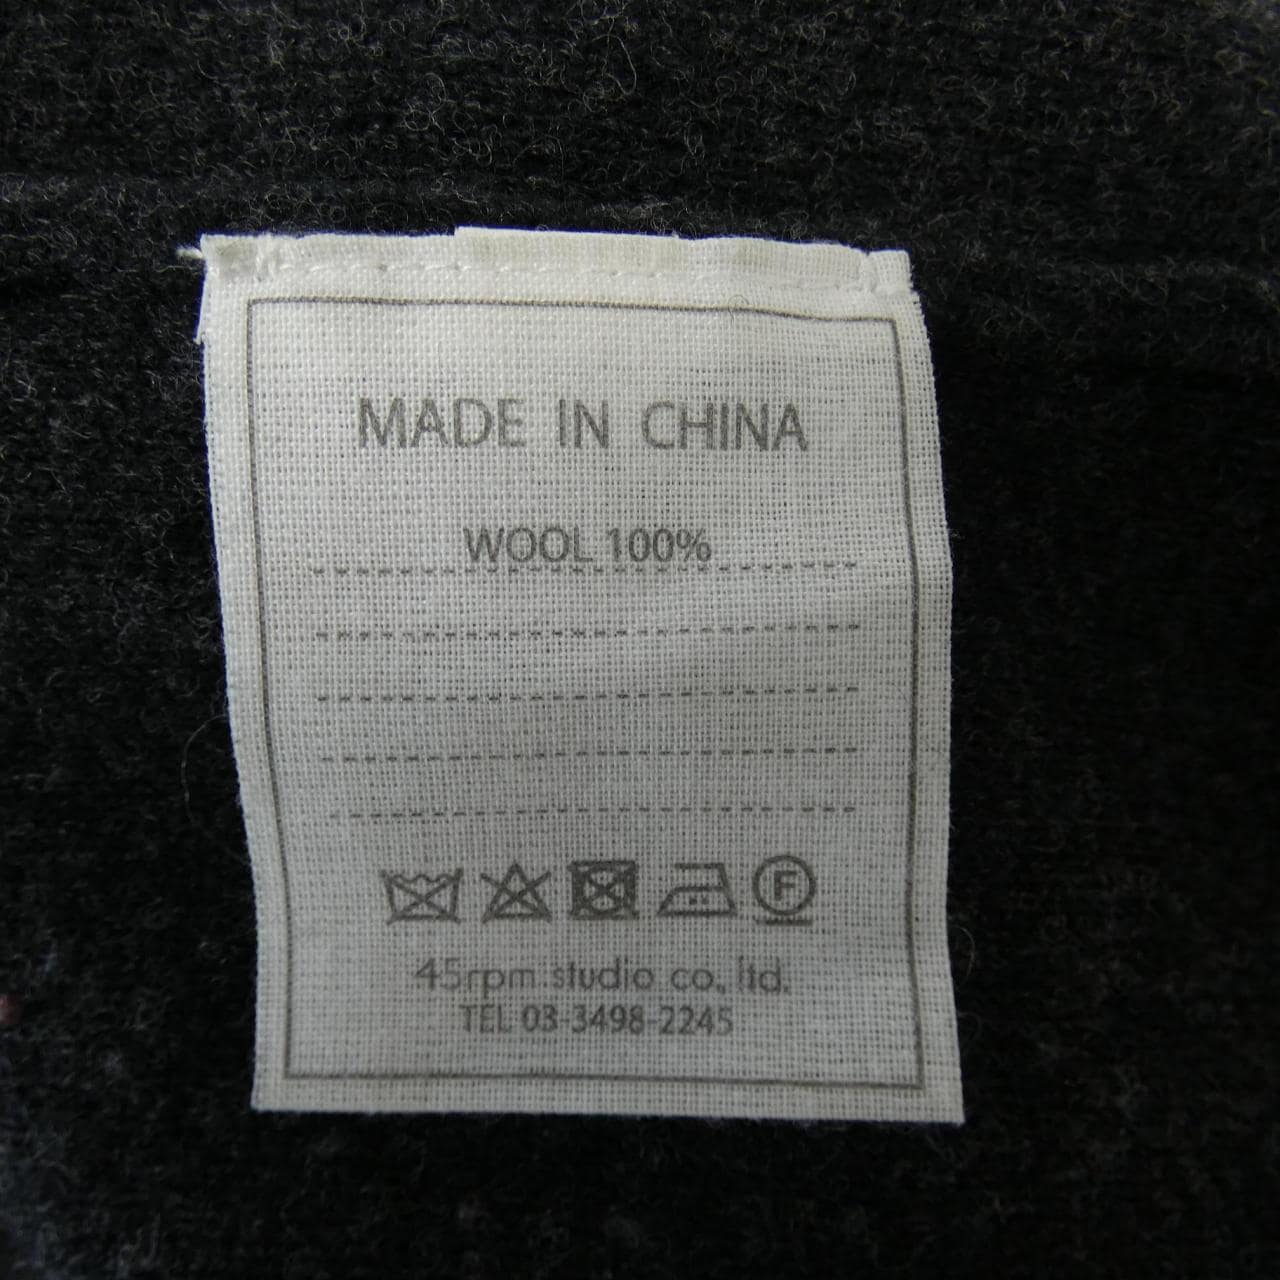 MADE IN CHINA
WOOL 100%
F
45rpm.studio co., ltd.
TEL 03-3498-2245